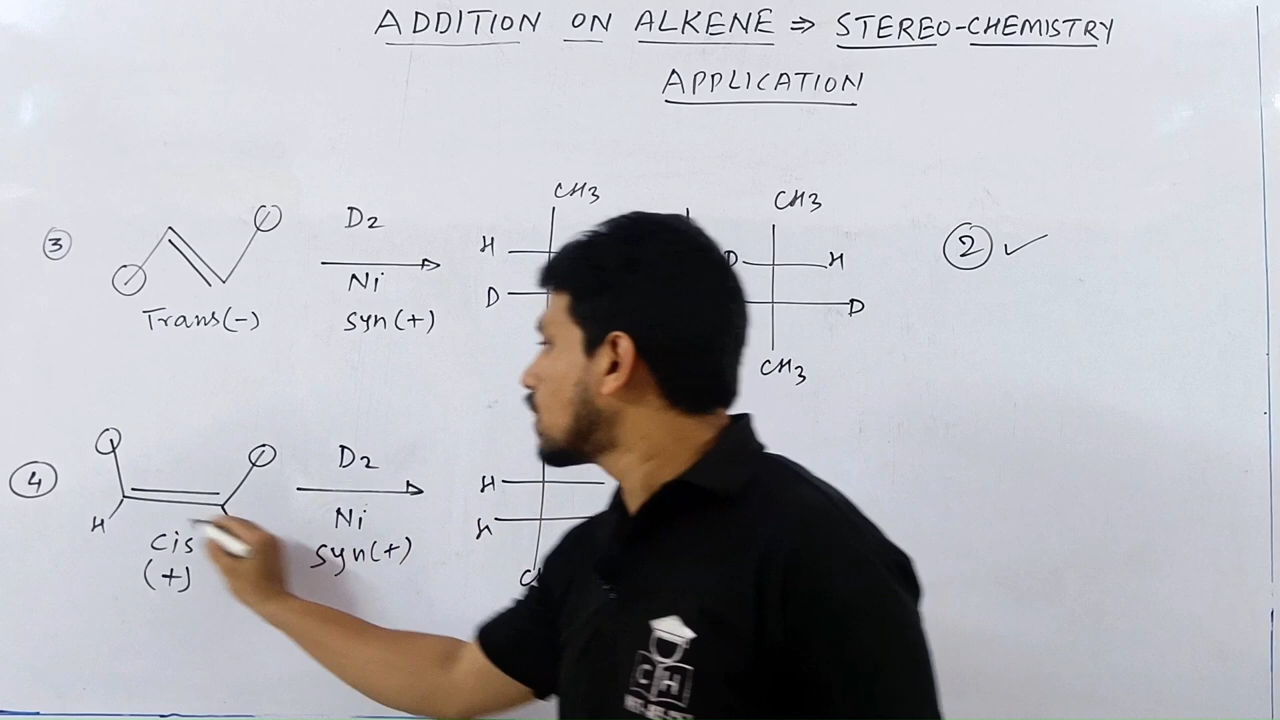 ADDITION ON ALKENE ⇒ STEREO-CHEMISTRY
APPLICATION
3
Trans(-)
D2
Ni
syn(+)
CH3
H
D
CH3
D H
D
CH3
2 ✓
4
H
cis
(+)
D2
Ni
syn(+)
H
H
C
C H